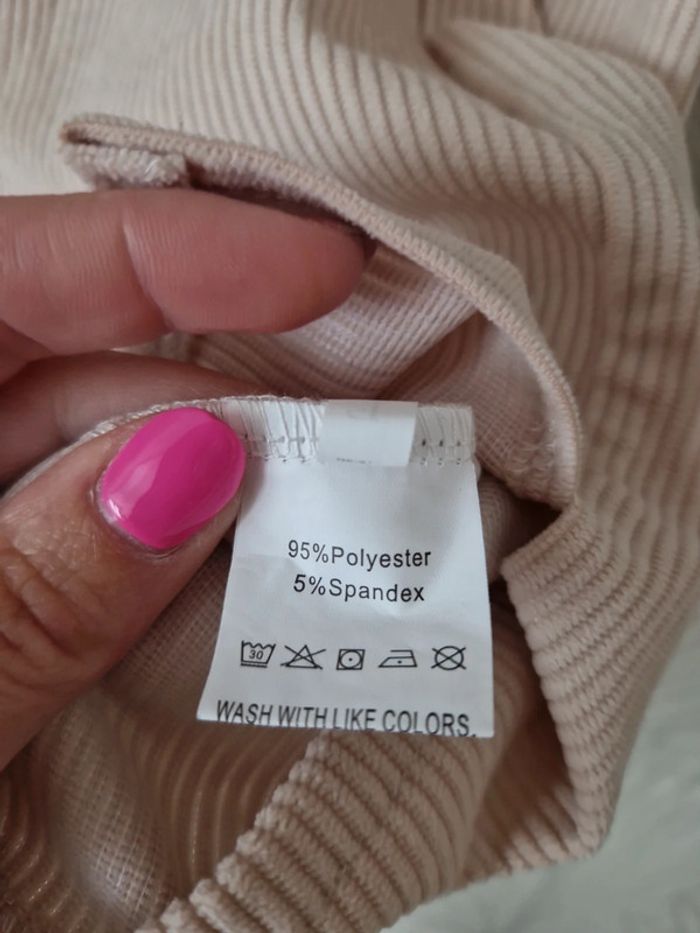 95%Polyester
5%Spandex
30
WASH WITH LIKE COLORS.